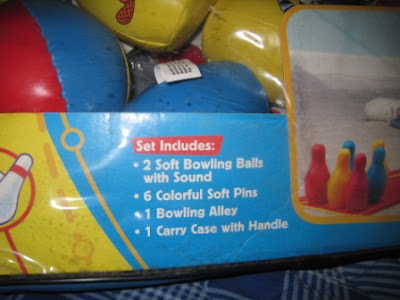 Set Includes:
• 2 Soft Bowling Balls
with Sound
• 6 Colorful Soft Pins
• 1 Bowling Alley
• 1 Carry Case with Handle